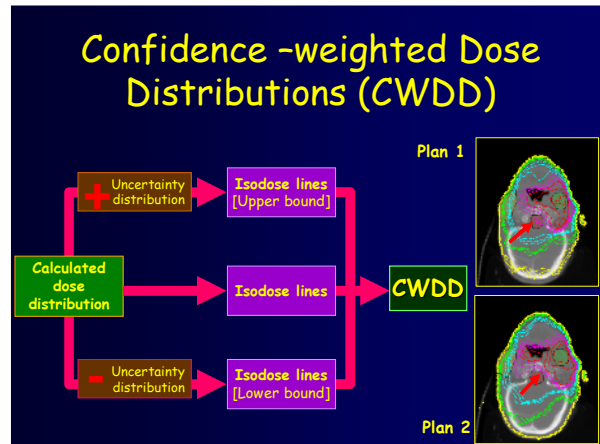 Confidence –weighted Dose
Distributions (CWDD)
Plan 1
+ Uncertainty
distribution
Isodose lines
[Upper bound]
Calculated
dose
distribution
Isodose lines
CWDD
- Uncertainty
distribution
Isodose lines
[Lower bound]
Plan 2